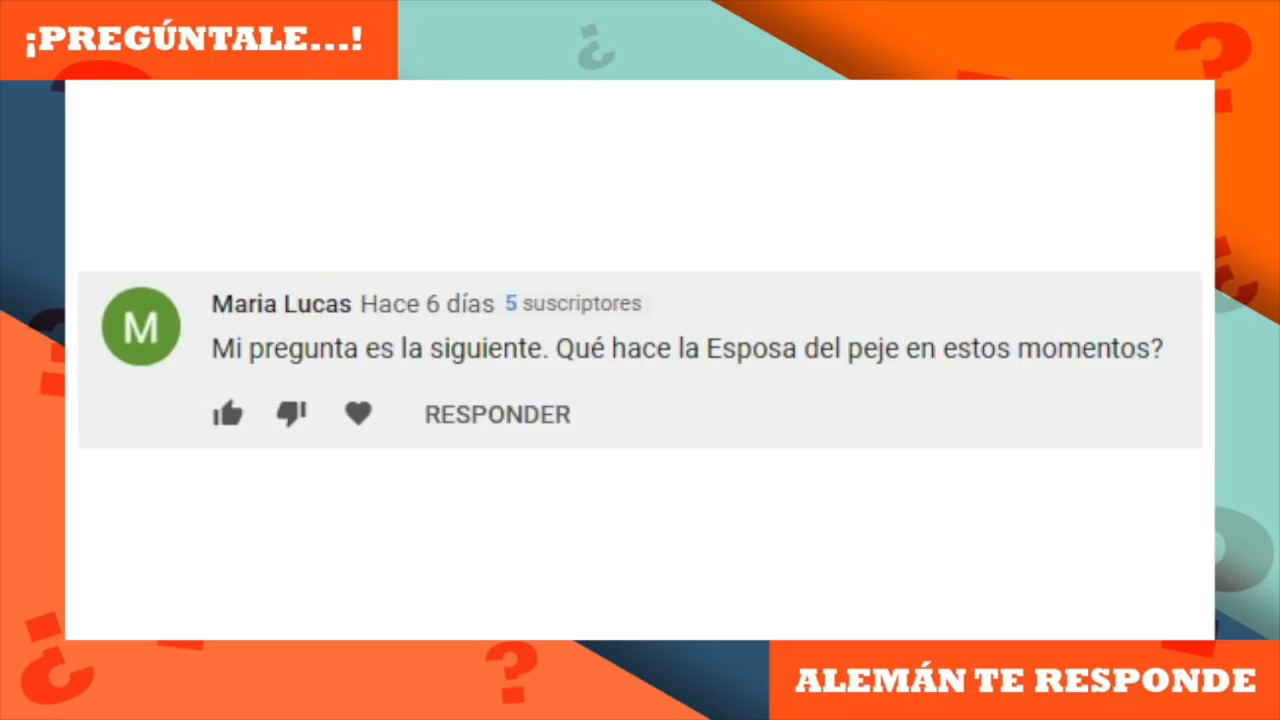 ¡PREGÚNTALE...!
M
Maria Lucas Hace 6 días 5 suscriptores
Mi pregunta es la siguiente. Qué hace la Esposa del peje en estos momentos?
RESPONDER
ALEMÁN TE RESPONDE